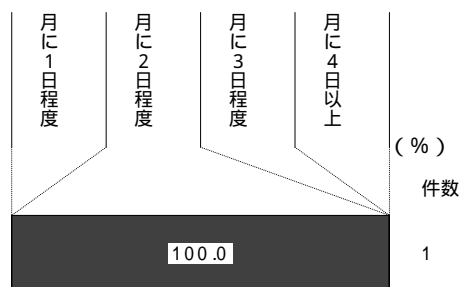 月に１日程度
月に２日程度
月に３日程度
月に４日以上
(％)
件数
100.0
1